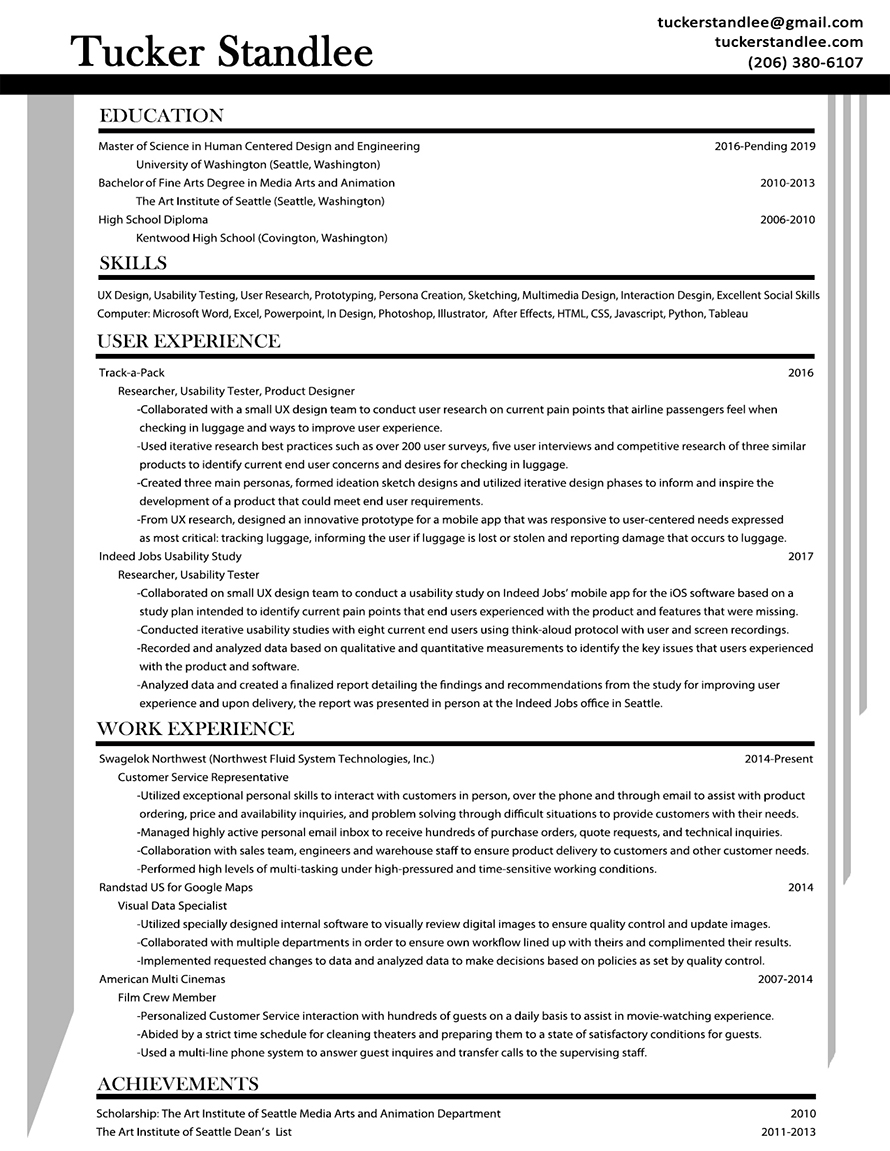 Tucker Standlee
tuckerstandlee@gmail.com
tuckerstandlee.com
(206) 380-6107
EDUCATION
Master of Science in Human Centered Design and Engineering 2016-Pending 2019
University of Washington (Seattle, Washington)
Bachelor of Fine Arts Degree in Media Arts and Animation 2010-2013
The Art Institute of Seattle (Seattle, Washington)
High School Diploma 2006-2010
Kentwood High School (Covington, Washington)
SKILLS
UX Design, Usability Testing, User Research, Prototyping, Persona Creation, Sketching, Multimedia Design, Interaction Desgin, Excellent Social Skills
Computer: Microsoft Word, Excel, Powerpoint, In Design, Photoshop, Illustrator, After Effects, HTML, CSS, Javascript, Python, Tableau
USER EXPERIENCE
Track-a-Pack 2016
Researcher, Usability Tester, Product Designer
-Collaborated with a small UX design team to conduct user research on current pain points that airline passengers feel when
checking in luggage and ways to improve user experience.
-Used iterative research best practices such as over 200 user surveys, five user interviews and competitive research of three similar
products to identify current end user concerns and desires for checking in luggage.
-Created three main personas, formed ideation sketch designs and utilized iterative design phases to inform and inspire the
development of a product that could meet end user requirements.
-From UX research, designed an innovative prototype for a mobile app that was responsive to user-centered needs expressed
as most critical: tracking luggage, informing the user if luggage is lost or stolen and reporting damage that occurs to luggage.
Indeed Jobs Usability Study 2017
Researcher, Usability Tester
-Collaborated on small UX design team to conduct a usability study on Indeed Jobs' mobile app for the iOS software based on a
study plan intended to identify current pain points that end users experienced with the product and features that were missing.
-Conducted iterative usability studies with eight current end users using think-aloud protocol with user and screen recordings.
-Recorded and analyzed data based on qualitative and quantitative measurements to identify the key issues that users experienced
with the product and software.
-Analyzed data and created a finalized report detailing the findings and recommendations from the study for improving user
experience and upon delivery, the report was presented in person at the Indeed Jobs office in Seattle.
WORK EXPERIENCE
Swagelok Northwest (Northwest Fluid System Technologies, Inc.) 2014-Present
Customer Service Representative
-Utilized exceptional personal skills to interact with customers in person, over the phone and through email to assist with product
ordering, price and availability inquiries, and problem solving through difficult situations to provide customers with their needs.
-Managed highly active personal email inbox to receive hundreds of purchase orders, quote requests, and technical inquiries.
-Collaboration with sales team, engineers and warehouse staff to ensure product delivery to customers and other customer needs.
-Performed high levels of multi-tasking under high-pressured and time-sensitive working conditions.
Randstad US for Google Maps 2014
Visual Data Specialist
-Utilized specially designed internal software to visually review digital images to ensure quality control and update images.
-Collaborated with multiple departments in order to ensure own workflow lined up with theirs and complimented their results.
-Implemented requested changes to data and analyzed data to make decisions based on policies as set by quality control.
American Multi Cinemas 2007-2014
Film Crew Member
-Personalized Customer Service interaction with hundreds of guests on a daily basis to assist in movie-watching experience.
-Abided by a strict time schedule for cleaning theaters and preparing them to a state of satisfactory conditions for guests.
-Used a multi-line phone system to answer guest inquires and transfer calls to the supervising staff.
ACHIEVEMENTS
Scholarship: The Art Institute of Seattle Media Arts and Animation Department 2010
The Art Institute of Seattle Dean's List 2011-2013